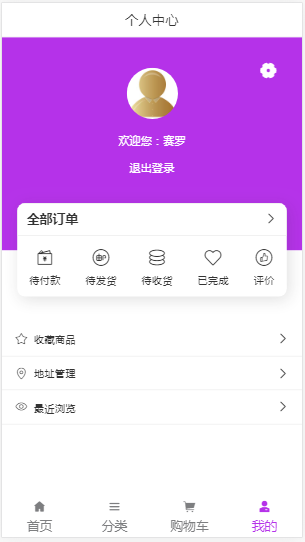 个人中心
欢迎您：赛罗
退出登录
全部订单
待付款 待发货 待收货 已完成 评价
收藏商品
地址管理
最近浏览
首页 分类 购物车 我的